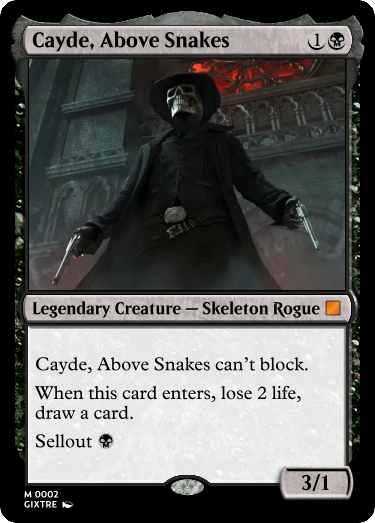 Cayde, Above Snakes 1
Legendary Creature — Skeleton Rogue
Cayde, Above Snakes can't block.
When this card enters, lose 2 life,
draw a card.
Sellout
3/1
M 0002
GIXTRE